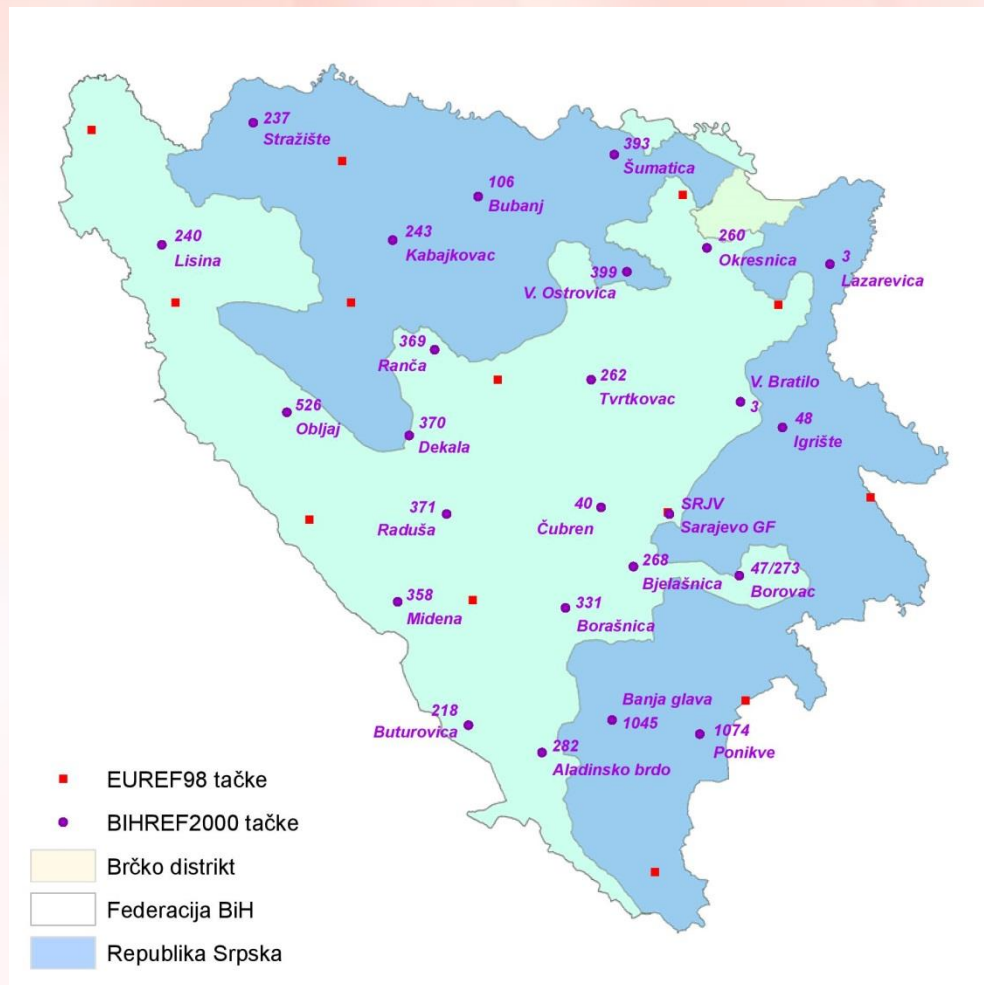 237
Stražište
393
Šumatica
106
Bubanj
240
Lisina
243
Kabajkovac
260
Okresnica
3
Lazarevica
399
V. Ostrovica
369
Ranča
262
Tvrtkovac
V. Bratilo
3
526
Obljaj
370
Dekala
48
Igrište
371
Raduša
40
Čubren
SRJV
Sarajevo GF
268
Bjelašnica
47/273
Borovac
358
Midena
331
Borašnica
Banja glava
1045
218
Buturovica
1074
Ponikve
282
Aladinsko brdo
EUREF98 tačke
BIHREF2000 tačke
Brčko distrikt
Federacija BiH
Republika Srpska